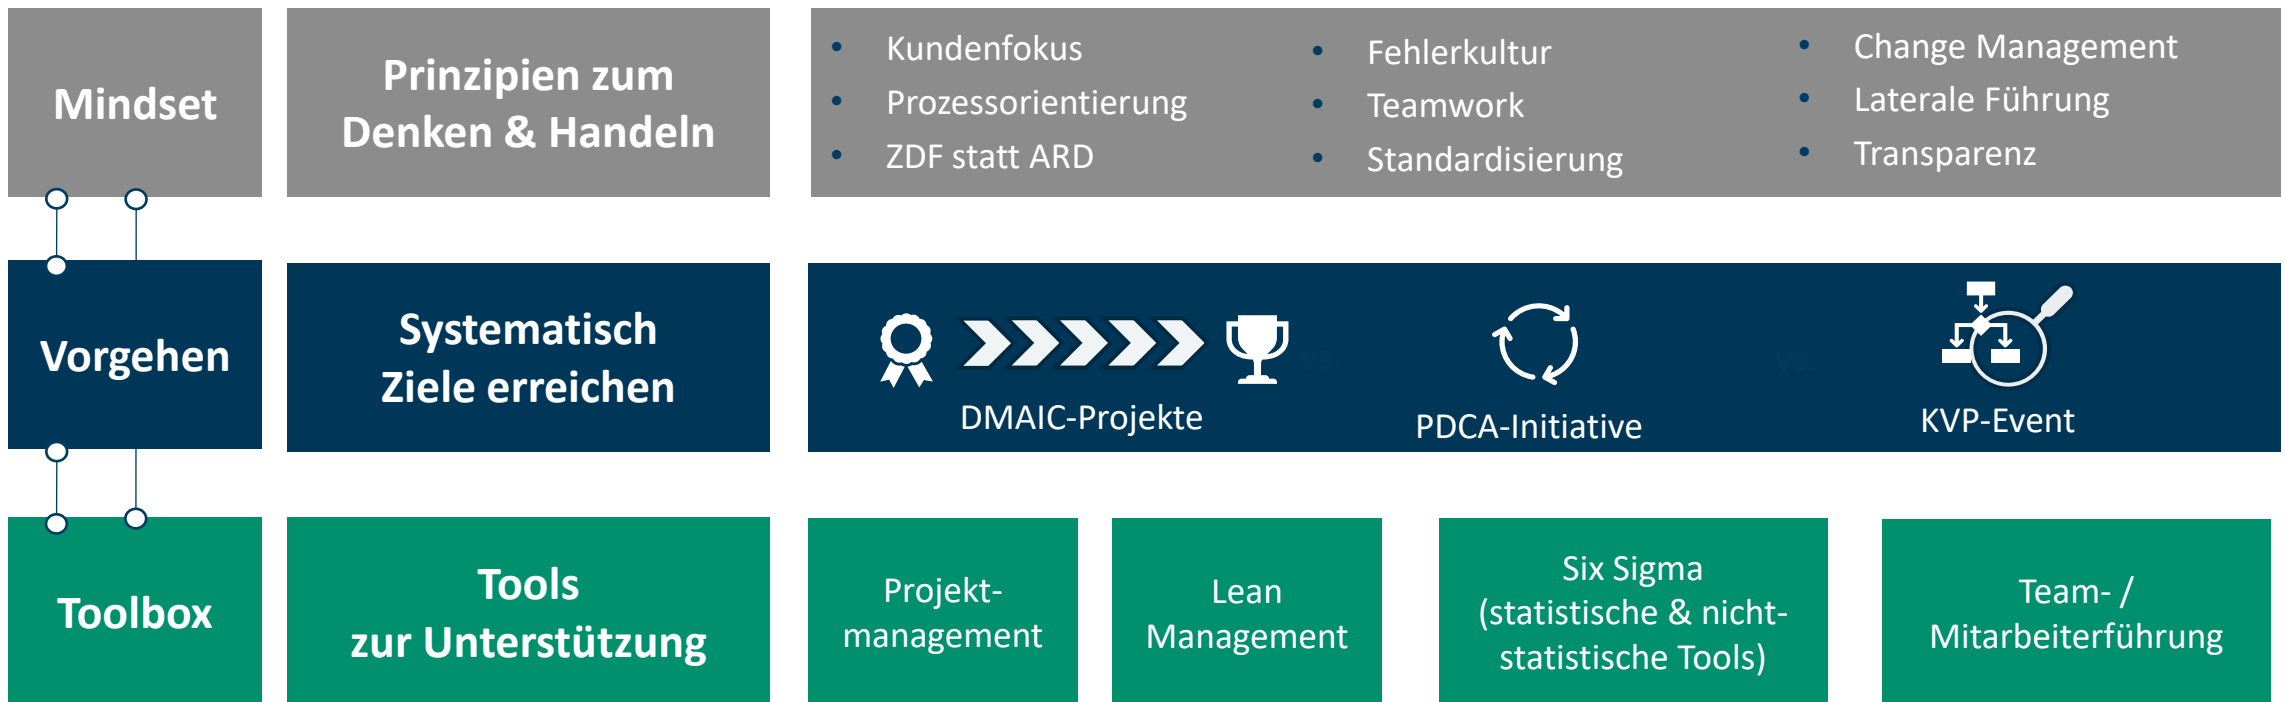 Mindset
Prinzipien zum
Denken & Handeln
• Kundenfokus
• Prozessorientierung
• ZDF statt ARD
• Fehlerkultur
• Teamwork
• Standardisierung
• Change Management
• Laterale Führung
• Transparenz
Vorgehen
Systematisch
Ziele erreichen
DMAIC-Projekte
vs.
PDCA-Initiative
vs.
KVP-Event
Toolbox
Tools
zur Unterstützung
Projekt-
management
Lean
Management
Six Sigma
(statistische & nicht-
statistische Tools)
Team- /
Mitarbeiterführung